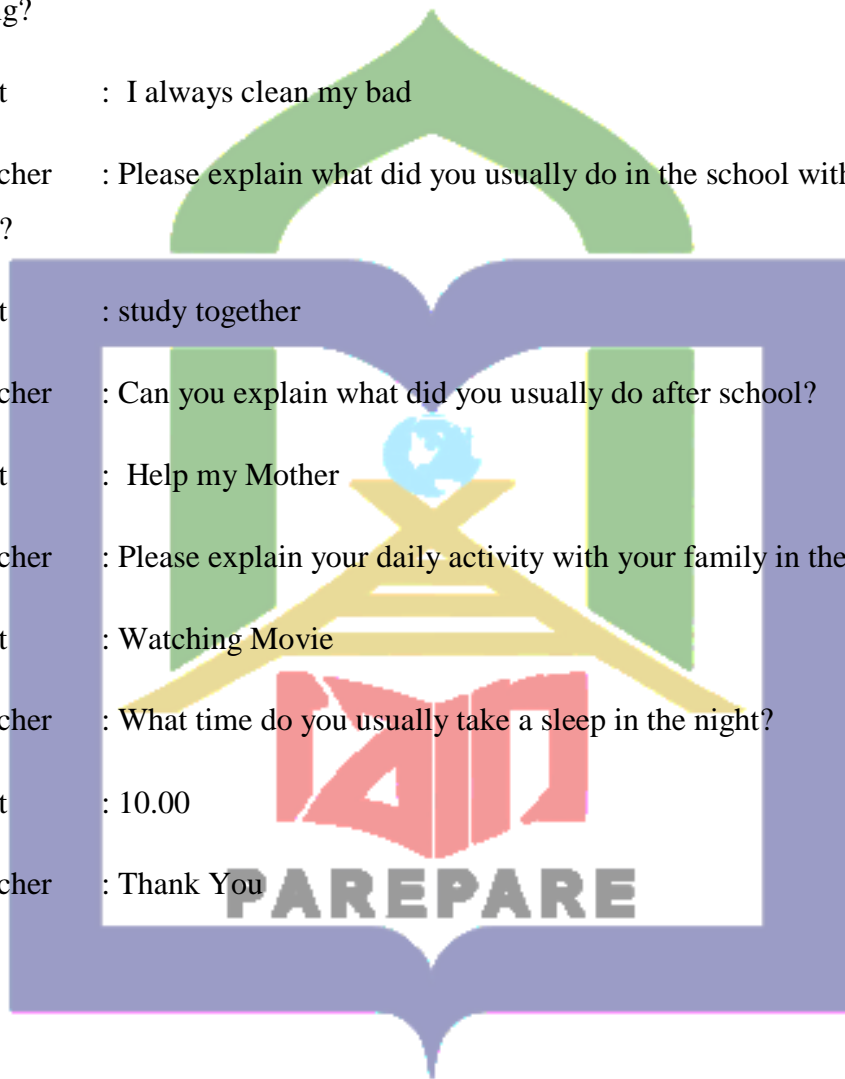 g?
t : I always clean my bad
cher : Please explain what did you usually do in the school with
?
t : study together
cher : Can you explain what did you usually do after school?
t : Help my Mother
cher : Please explain your daily activity with your family in the
t : Watching Movie
cher : What time do you usually take a sleep in the night?
t : 10.00
cher : Thank You
iain
PAREPARE